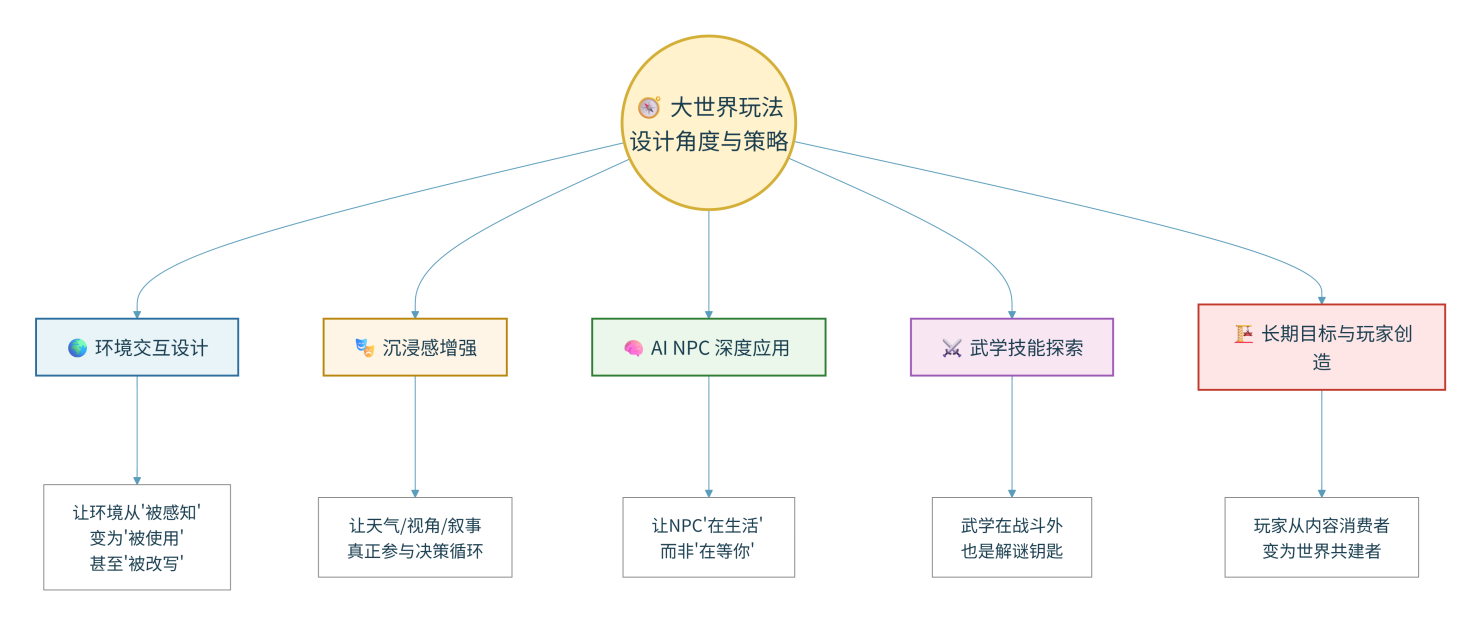 🧭 大世界玩法
设计角度与策略
🌍 环境交互设计
🎭 沉浸感增强
🧠 AI NPC 深度应用
⚔️ 武学技能探索
🏗️ 长期目标与玩家创
造
让环境从'被感知'
变为'被使用'
甚至'被改写'
让天气/视角/叙事
真正参与决策循环
让NPC'在生活'
而非'在等你'
武学在战斗外
也是解谜钥匙
玩家从内容消费者
变为世界共建者